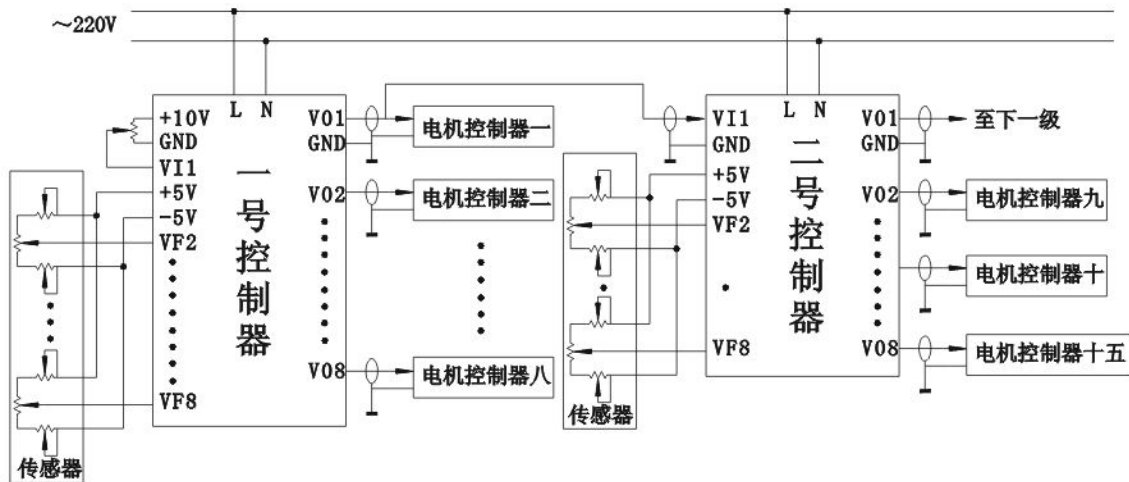 ～220V
L N
+10V
GND
VI1
+5V
-5V
VF2
VF8
一号控制器
V01
GND
V02
V08
电机控制器一
电机控制器二
电机控制器八
传感器
L N
VI1
GND
+5V
-5V
VF2
VF8
二号控制器
V01
GND
V02
V08
至下一级
电机控制器九
电机控制器十
电机控制器十五
传感器